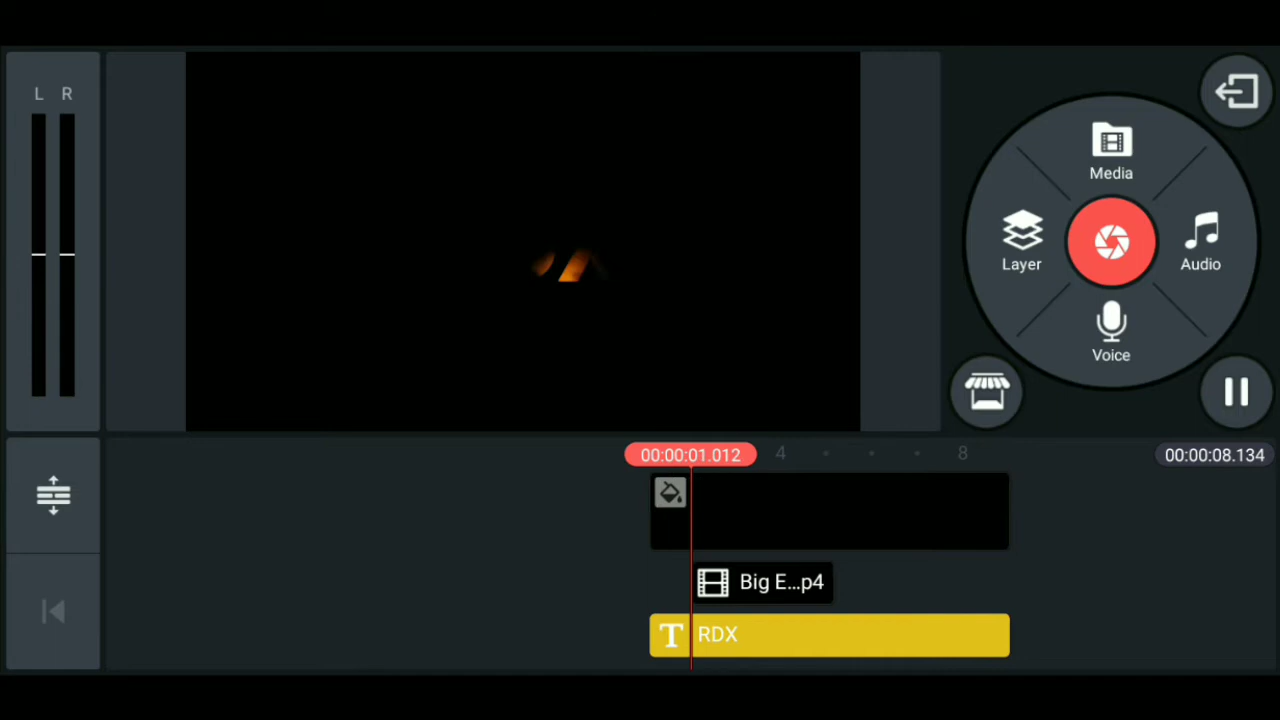 L R
Media
Layer
Audio
Voice
00:00:01.012
4
8
00:00:08.134
Big E...p4
T RDX